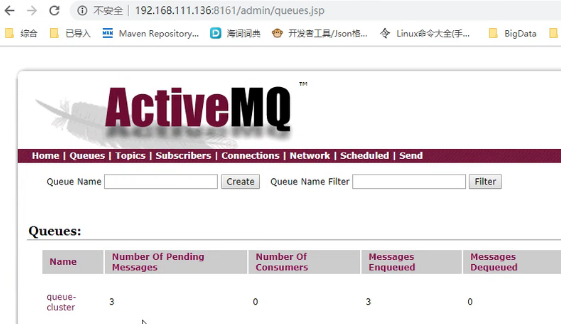 不安全 | 192.168.111.136:8161/admin/queues.jsp
综合 已导入 Maven Repository... 海词词典 开发者工具/Json格... Linux命令大全(手... BigData
ActiveMQ™
Home | Queues | Topics | Subscribers | Connections | Network | Scheduled | Send
Queue Name Create Queue Name Filter Filter
Queues:
Name Number Of Pending Messages Number Of Consumers Messages Enqueued Messages Dequeued
queue-cluster 3 0 3 0